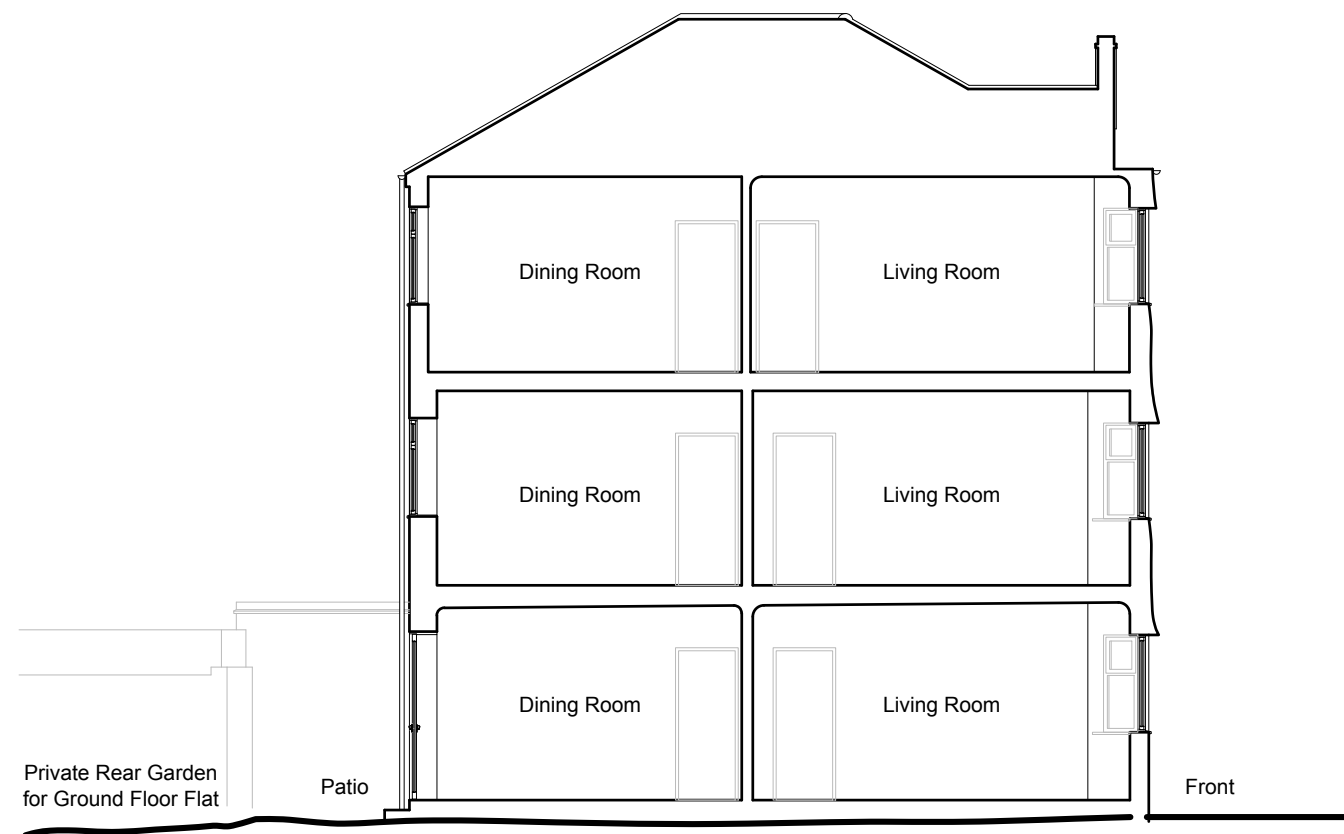 Dining Room
Living Room
Dining Room
Living Room
Dining Room
Living Room
Private Rear Garden
for Ground Floor Flat
Patio
Front